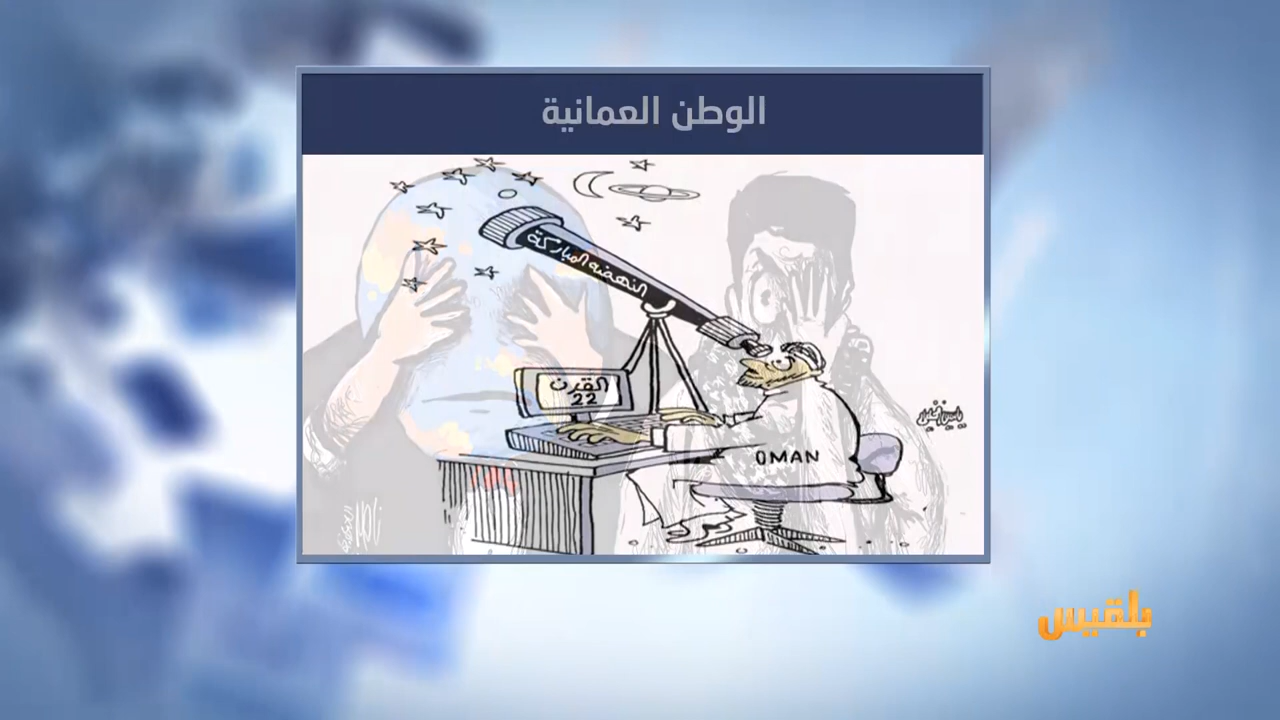 الوطن العمانية
النهضة المباركة
القرن
22
OMAN
بلقيس